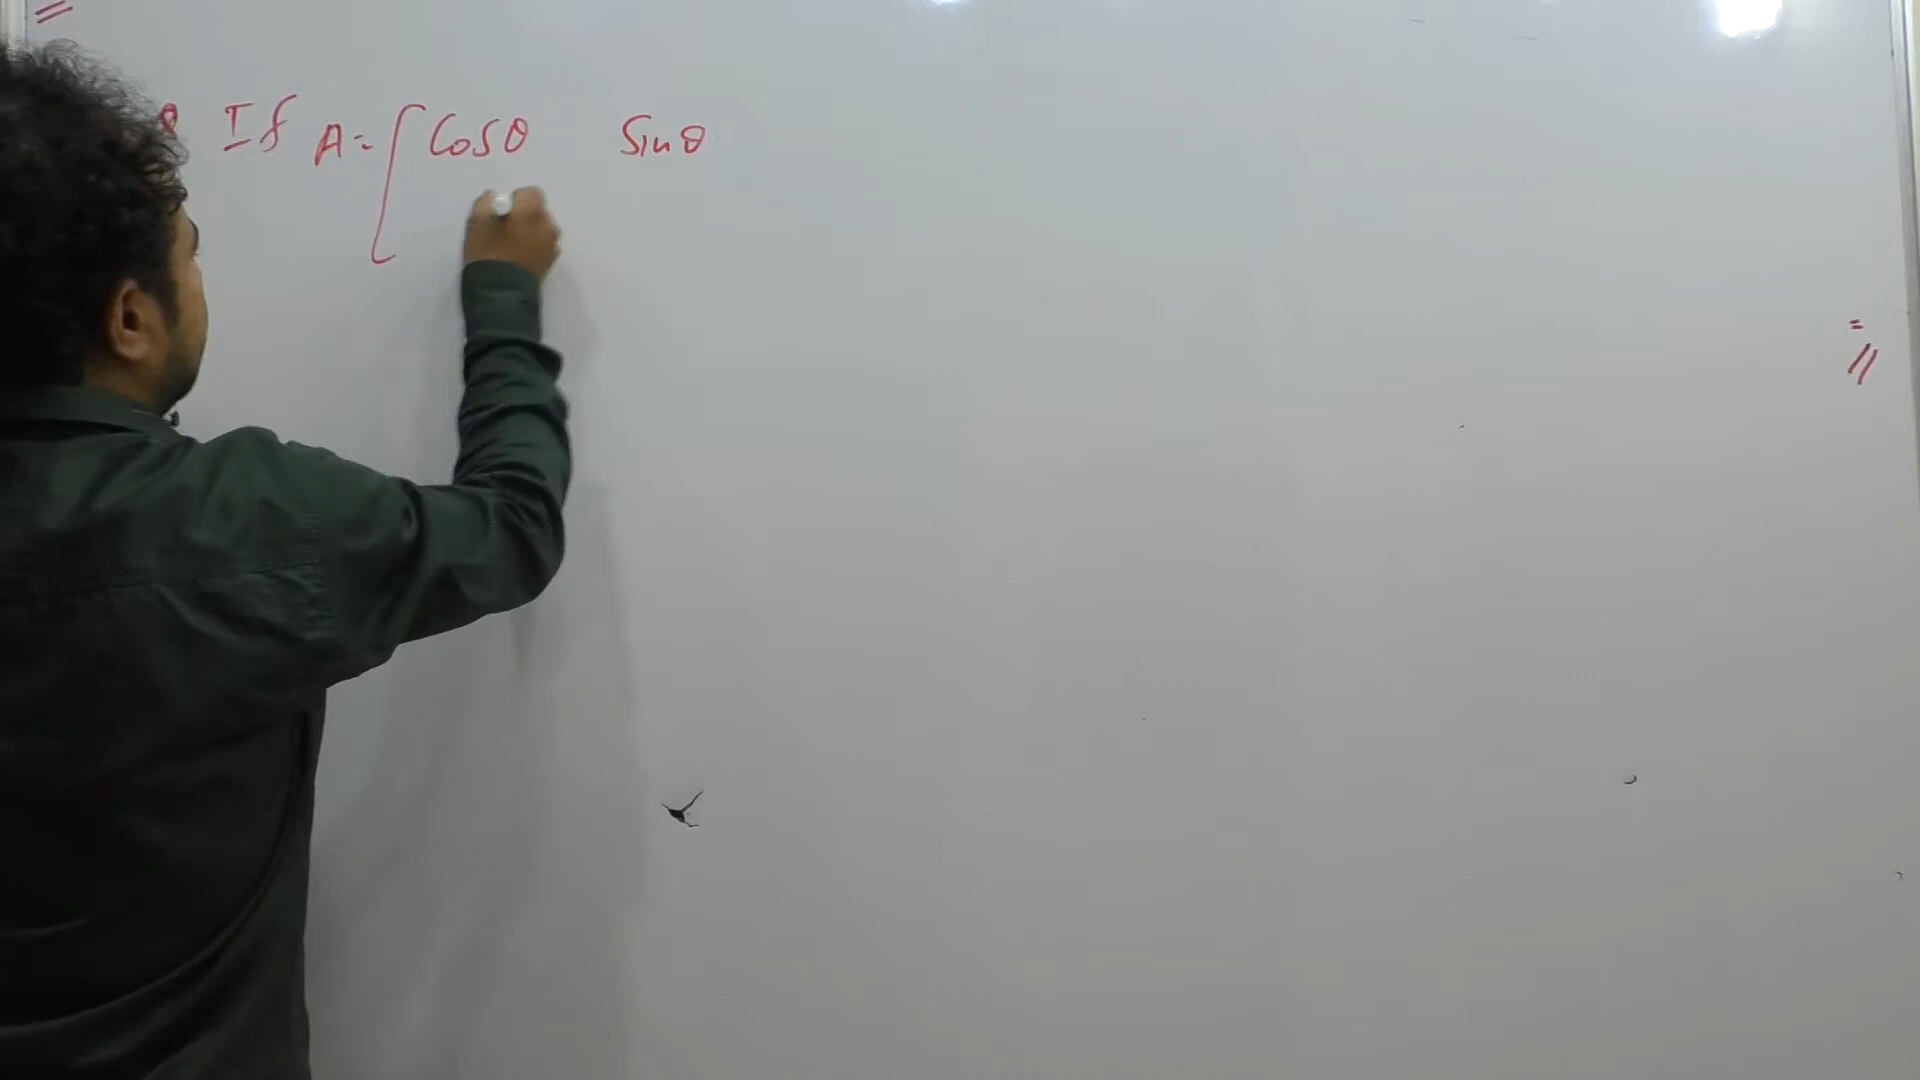 If A = [ Cosθ Sinθ